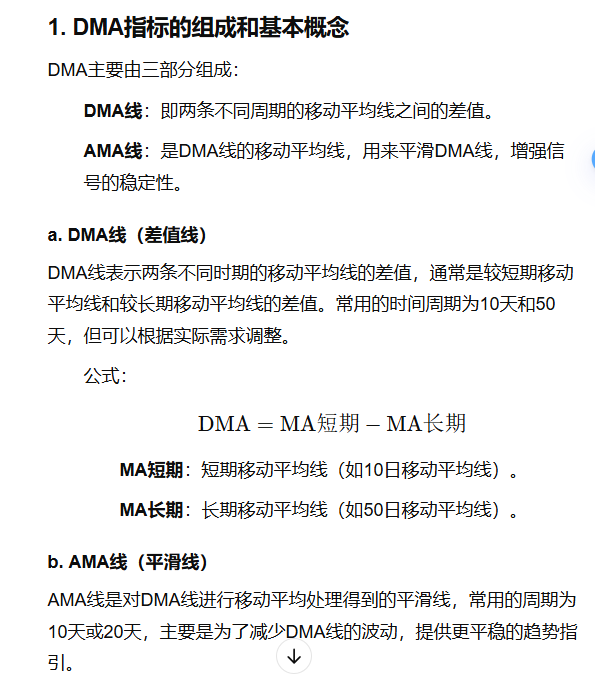 1. DMA指标的组成和基本概念
DMA主要由三部分组成：
DMA线：即两条不同周期的移动平均线之间的差值。
AMA线：是DMA线的移动平均线，用来平滑DMA线，增强信
号的稳定性。
a. DMA线（差值线）
DMA线表示两条不同时期的移动平均线的差值，通常是较短期移动
平均线和较长期移动平均线的差值。常用的时间周期为10天和50
天，但可以根据实际需求调整。
公式：
DMA = MA短期 − MA长期
MA短期：短期移动平均线（如10日移动平均线）。
MA长期：长期移动平均线（如50日移动平均线）。
b. AMA线（平滑线）
AMA线是对DMA线进行移动平均处理得到的平滑线，常用的周期为
10天或20天，主要是为了减少DMA线的波动，提供更平稳的趋势指
引。